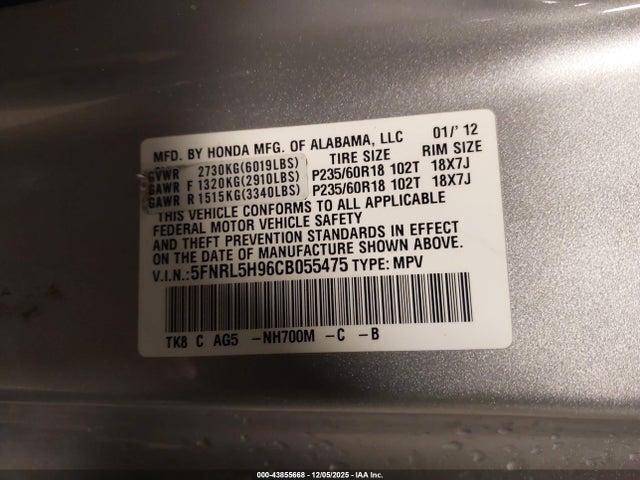 MFD. BY HONDA MFG. OF ALABAMA, LLC 01/'12
TIRE SIZE RIM SIZE
GVWR 2730KG(6019LBS)
GAWR F 1320KG(2910LBS) P235/60R18 102T 18X7J
GAWR R 1515KG(3340LBS) P235/60R18 102T 18X7J
THIS VEHICLE CONFORMS TO ALL APPLICABLE
FEDERAL MOTOR VEHICLE SAFETY
AND THEFT PREVENTION STANDARDS IN EFFECT
ON THE DATE OF MANUFACTURE SHOWN ABOVE.
V.I.N.:5FNRL5H96CB055475 TYPE: MPV
TK8 C AG5 -NH700M -C -B
000-43855668 12/05/2025 - IAA Inc.